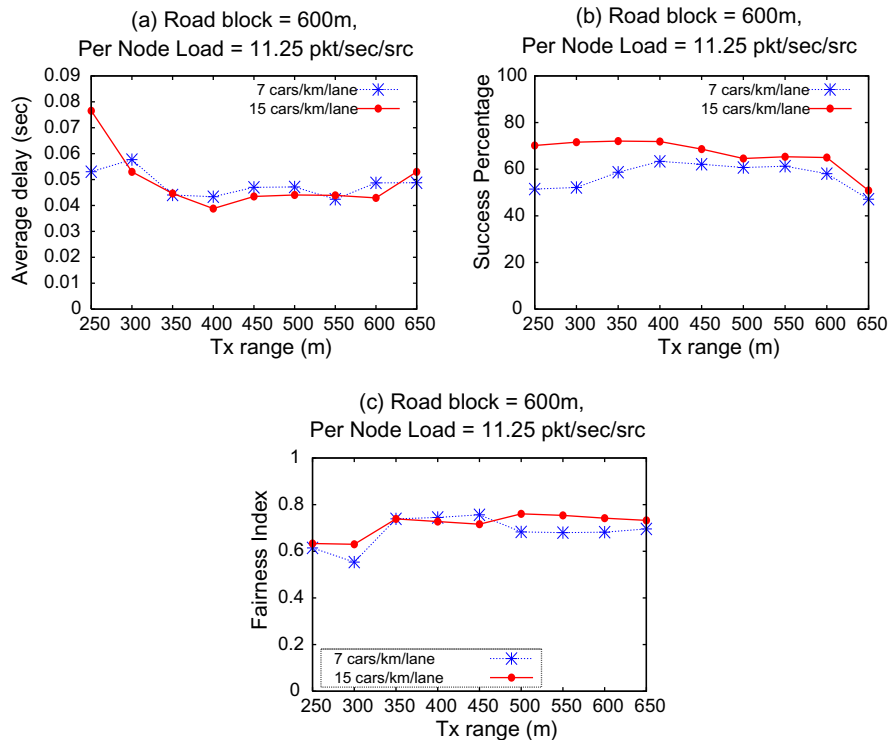 (a) Road block = 600m,
Per Node Load = 11.25 pkt/sec/src
0.09
0.08
0.07
0.06
0.05
0.04
0.03
0.02
0.01
0
Average delay (sec)
7 cars/km/lane
15 cars/km/lane
250 300 350 400 450 500 550 600 650
Tx range (m)
(b) Road block = 600m,
Per Node Load = 11.25 pkt/sec/src
100
80
60
40
20
0
Success Percentage
7 cars/km/lane
15 cars/km/lane
250 300 350 400 450 500 550 600 650
Tx range (m)
(c) Road block = 600m,
Per Node Load = 11.25 pkt/sec/src
1
0.8
0.6
0.4
0.2
0
Fairness Index
7 cars/km/lane
15 cars/km/lane
250 300 350 400 450 500 550 600 650
Tx range (m)